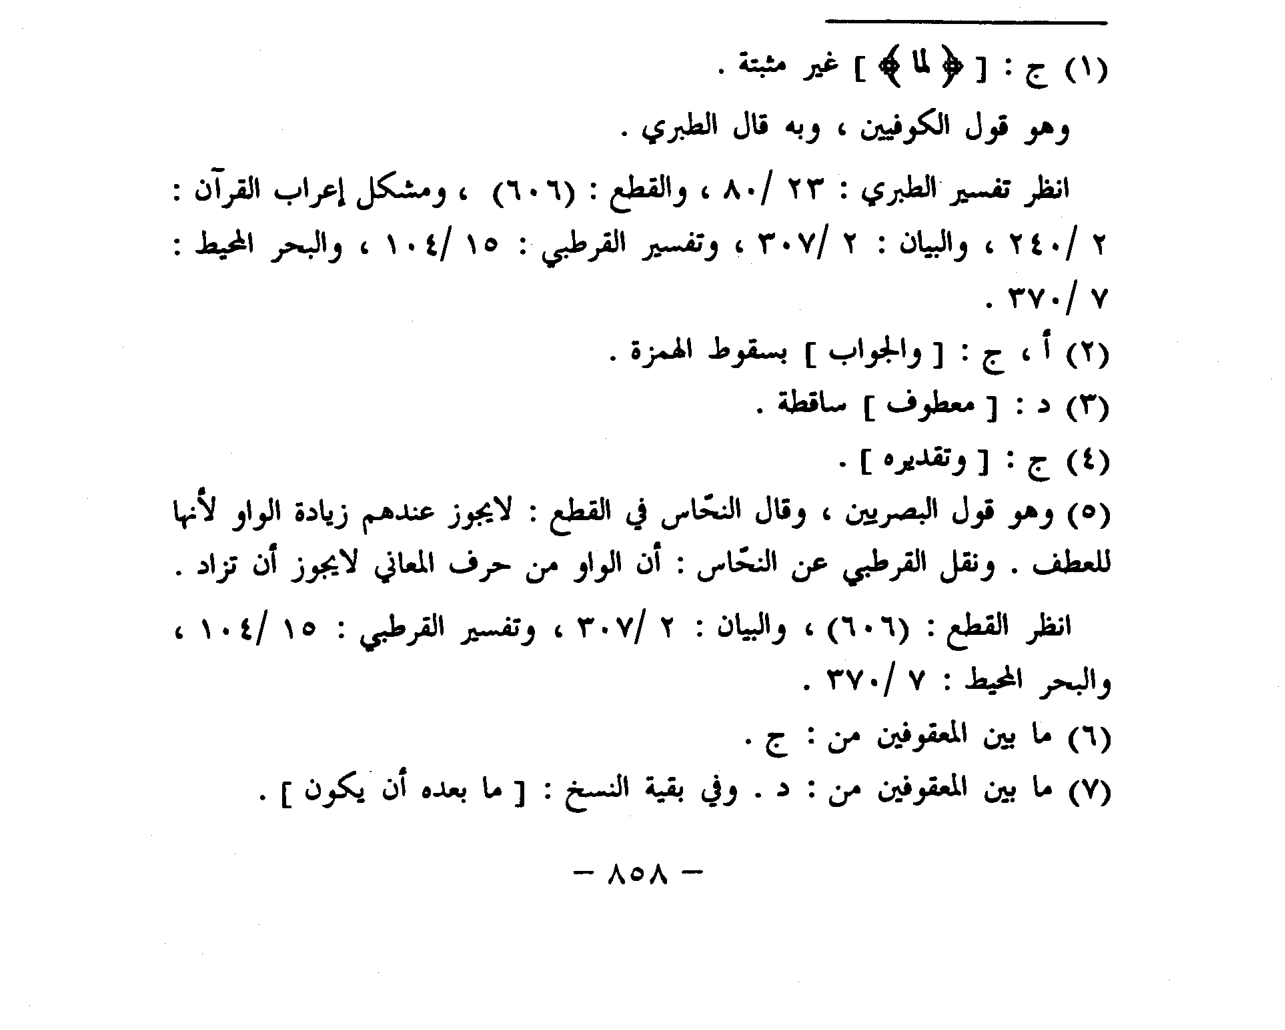 (١) ج : [ ﴿ لما ﴾ ] غير مثبتة .
وهو قول الكوفيين ، وبه قال الطبري .
انظر تفسير الطبري : ٢٣ /٨٠ ، والقطع : (٦٠٦) ، ومشكل إعراب القرآن :
٢ /٢٤٠ ، والبيان : ٢ /٣٠٧ ، وتفسير القرطبي : ١٥ /١٠٤ ، والبحر المحيط :
٧ /٣٧٠ .
(٢) أ ، ج : [ والجواب ] بسقوط الهمزة .
(٣) د : [ معطوف ] ساقطة .
(٤) ج : [ وتقديره ] .
(٥) وهو قول البصريين ، وقال النحّاس في القطع : لايجوز عندهم زيادة الواو لأنها
للعطف . ونقل القرطبي عن النحّاس : أن الواو من حرف المعاني لايجوز أن تزاد .
انظر القطع : (٦٠٦) ، والبيان : ٢ /٣٠٧ ، وتفسير القرطبي : ١٥ /١٠٤ ،
والبحر المحيط : ٧ /٣٧٠ .
(٦) ما بين المعقوفين من : ج .
(٧) ما بين المعقوفين من : د . وفي بقية النسخ : [ ما بعده أن يكون ] .
– ٨٥٨ –